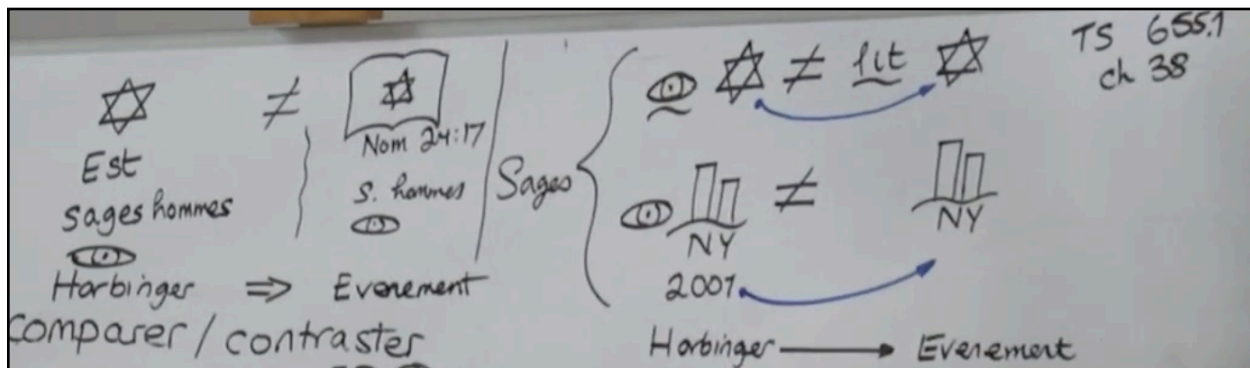 ≠
Nom 24:17
Est
sages hommes
s. hommes
Harbinger ⇒ Evenement
comparer / contraster
Sages
≠ lit
NY ≠ NY
2001
Harbinger → Evenement
TS 655.1
ch 38